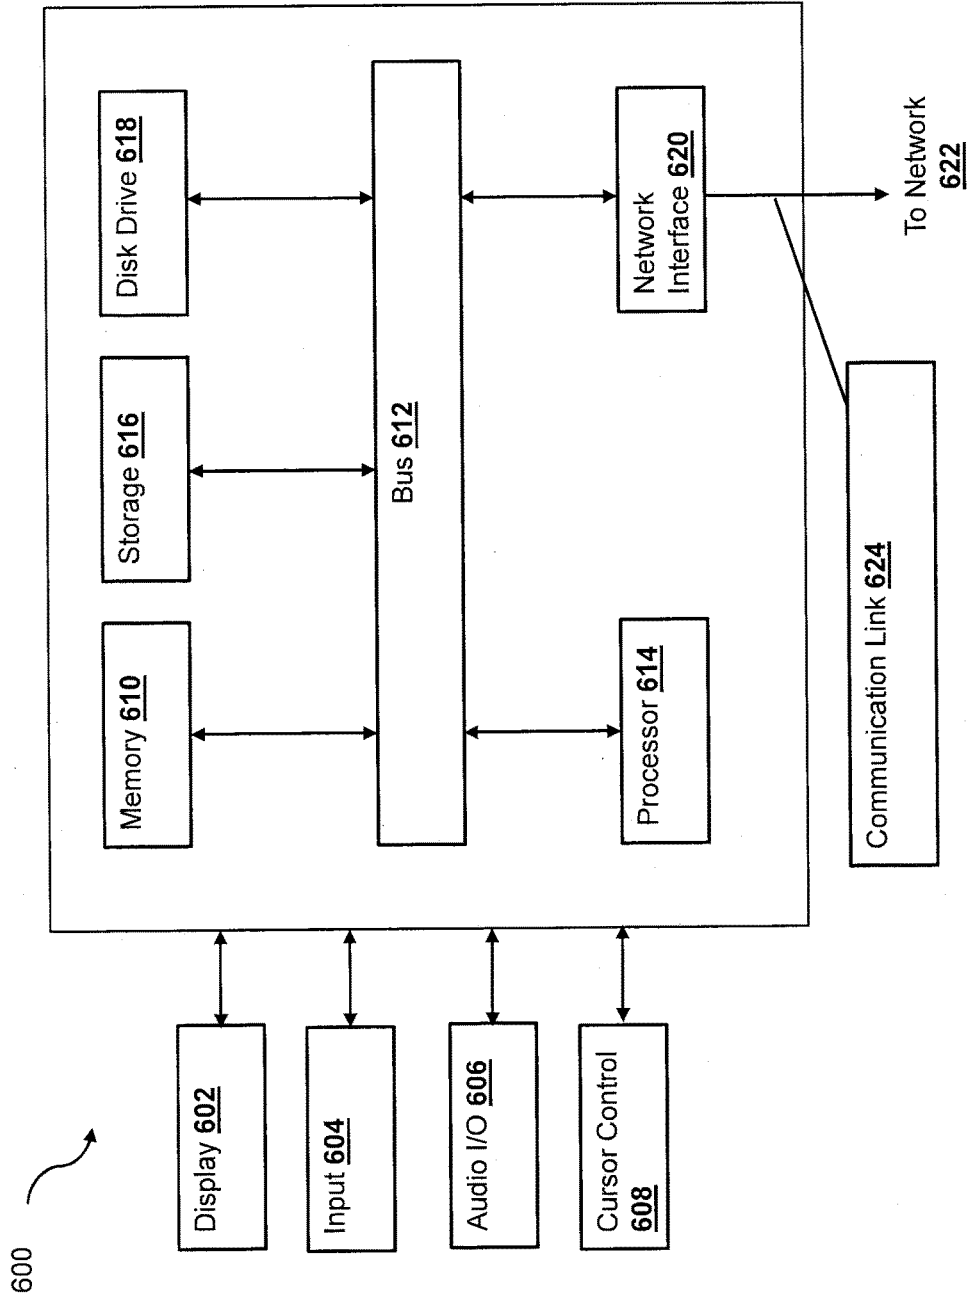 600
Display 602
Input 604
Audio I/O 606
Cursor Control
608
Memory 610
Storage 616
Disk Drive 618
Bus 612
Processor 614
Network
Interface 620
Communication Link 624
To Network
622